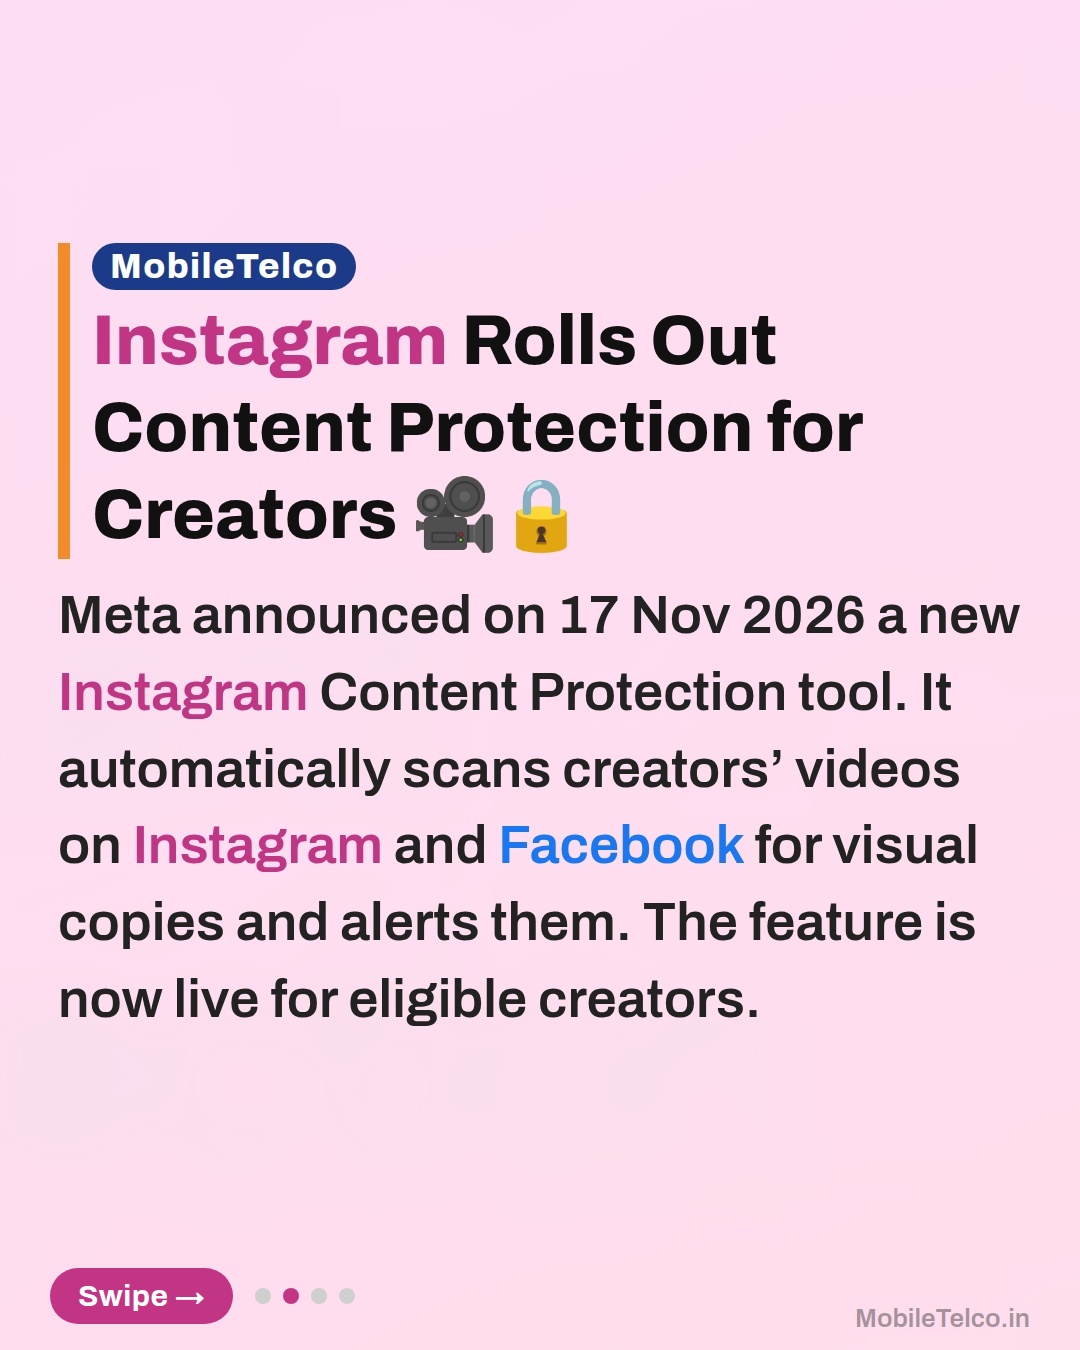 MobileTelco
Instagram Rolls Out
Content Protection for
Creators 🎥 🔒
Meta announced on 17 Nov 2026 a new
Instagram Content Protection tool. It
automatically scans creators’ videos
on Instagram and Facebook for visual
copies and alerts them. The feature is
now live for eligible creators.
Swipe →
MobileTelco.in